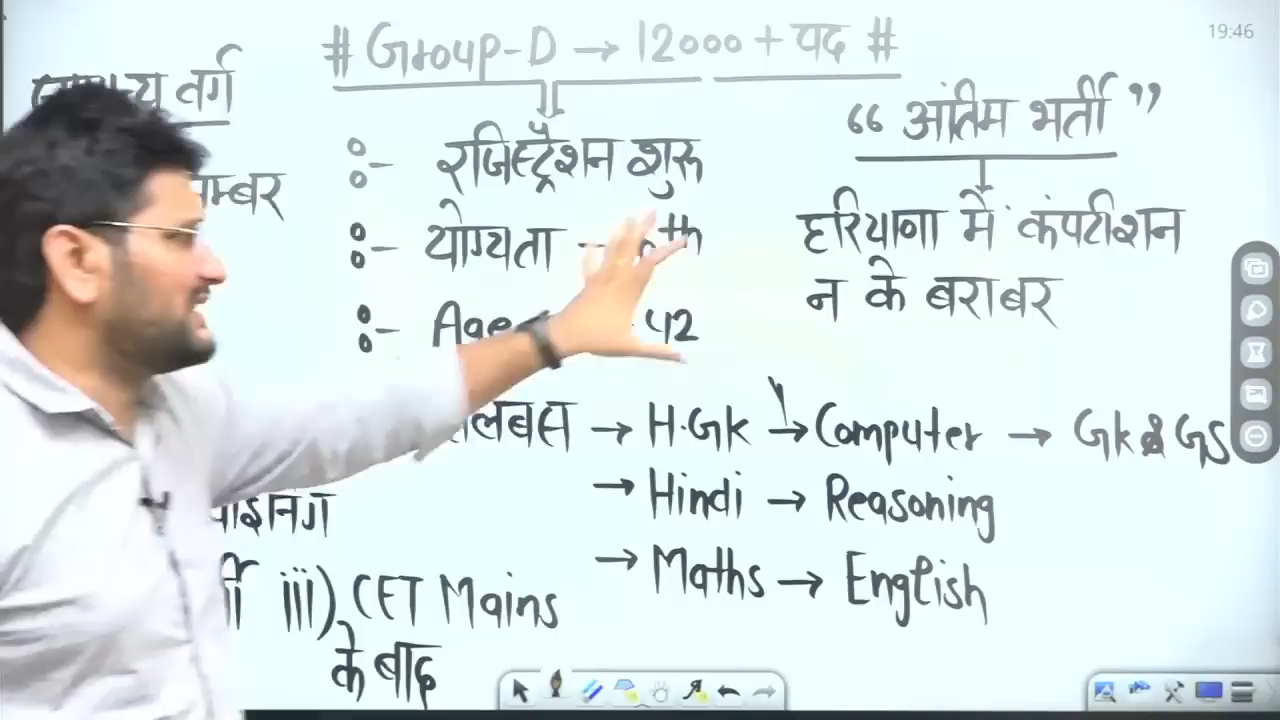 19:46
# Group-D → 12000 + पद #
वर्ग
:- रजिस्ट्रैशन शुरू
:- योग्यता -
:- Age 42
→ H.Gk → Computer → Gk & GS
→ Hindi → Reasoning
→ Maths → English
iii) CET Mains
के बाद
“ अंतिम भर्ती ”
हरियाणा में कंपटीशन
न के बराबर